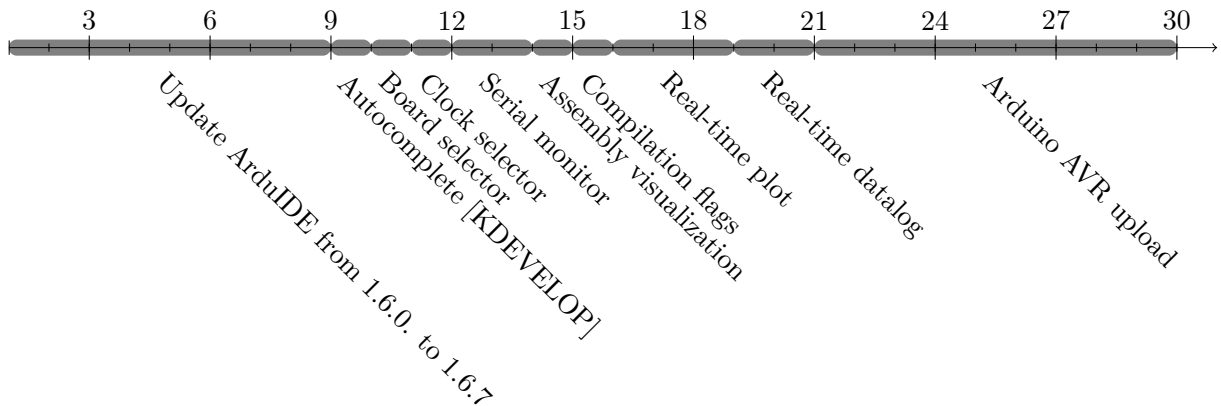 3 6 9 12 15 18 21 24 27 30
Update ArduIDE from 1.6.0. to 1.6.7
Autocomplete [KDEVELOP]
Board selector
Clock selector
Serial monitor
Assembly visualization
Compilation flags
Real-time plot
Real-time datalog
Arduino AVR upload